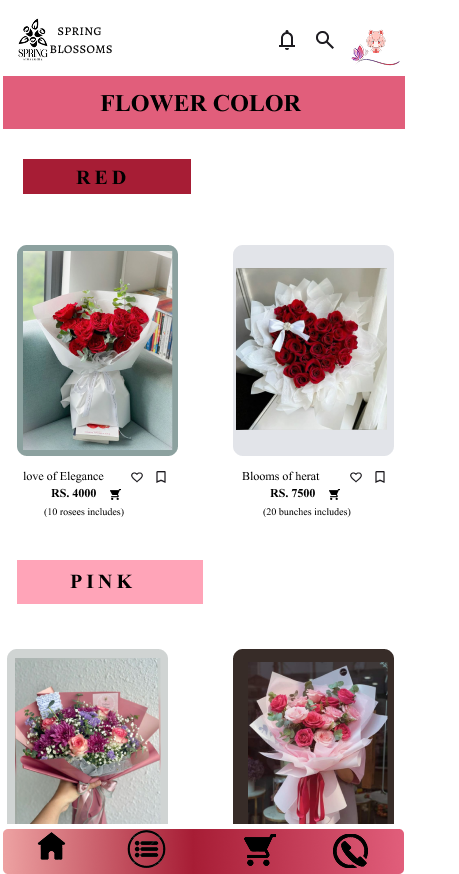 SPRING
BLOSSOMS
SPRING
FLOWER COLOR
RED
love of Elegance
RS. 4000
(10 rosees includes)
Blooms of herat
RS. 7500
(20 bunches includes)
PINK